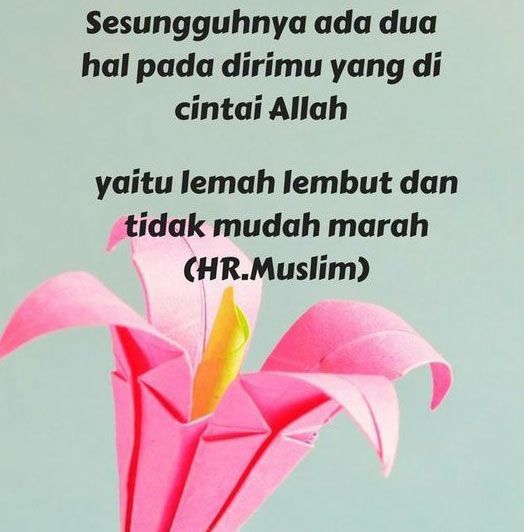 Sesungguhnya ada dua
hal pada dirimu yang di
cintai Allah
yaitu lemah lembut dan
tidak mudah marah
(HR.Muslim)